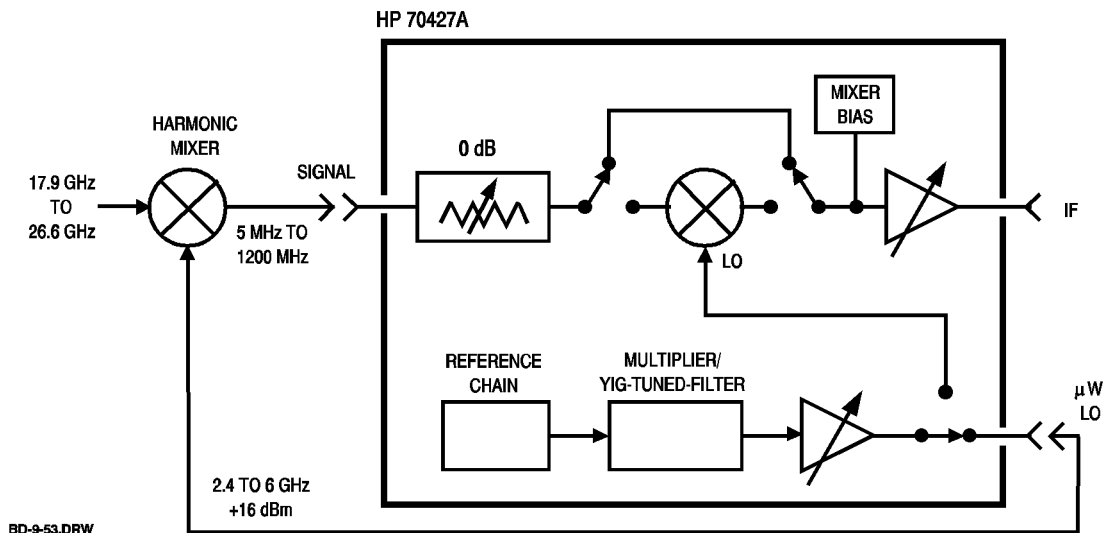 HP 70427A
MIXER
BIAS
HARMONIC
MIXER
0 dB
SIGNAL
17.9 GHz
TO
26.6 GHz
5 MHz TO
1200 MHz
IF
LO
REFERENCE
CHAIN
MULTIPLIER/
YIG-TUNED-FILTER
μW
LO
2.4 TO 6 GHz
+16 dBm
BD-9-53.DRW